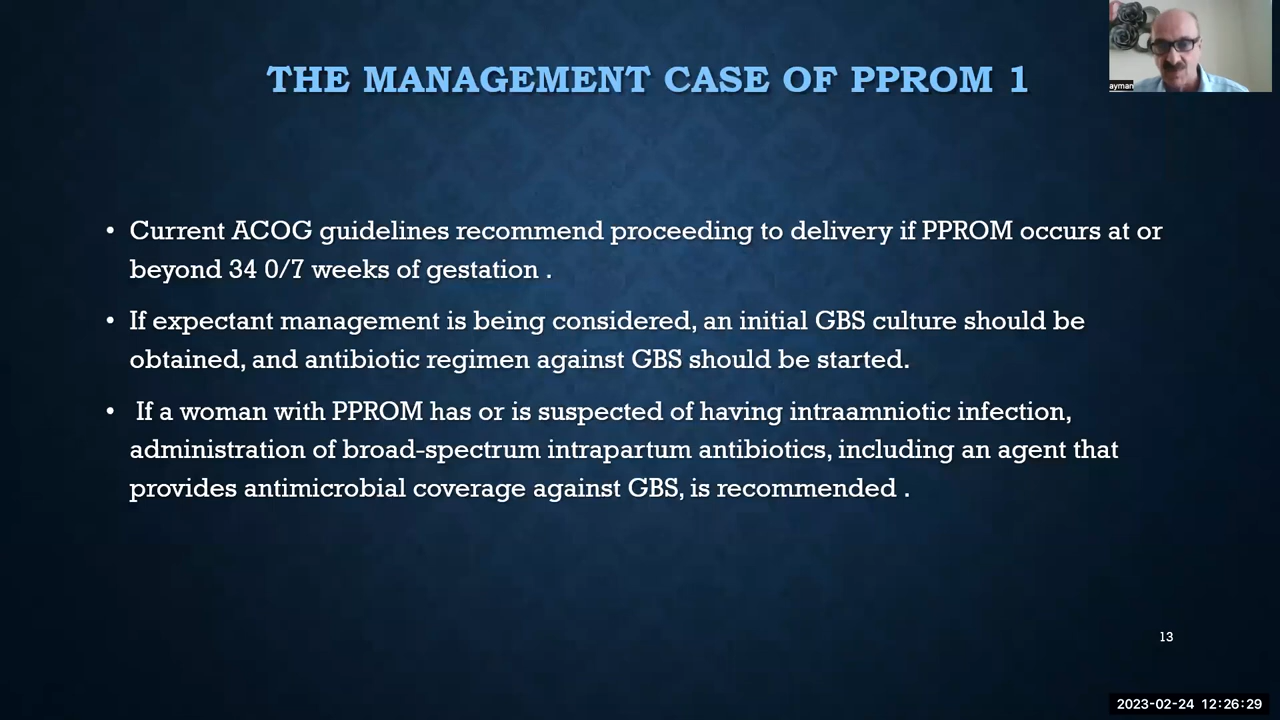 THE MANAGEMENT CASE OF PPROM 1
ayman
• Current ACOG guidelines recommend proceeding to delivery if PPROM occurs at or
beyond 34 0/7 weeks of gestation .
• If expectant management is being considered, an initial GBS culture should be
obtained, and antibiotic regimen against GBS should be started.
• If a woman with PPROM has or is suspected of having intraamniotic infection,
administration of broad-spectrum intrapartum antibiotics, including an agent that
provides antimicrobial coverage against GBS, is recommended .
13
2023-02-24 12:26:29